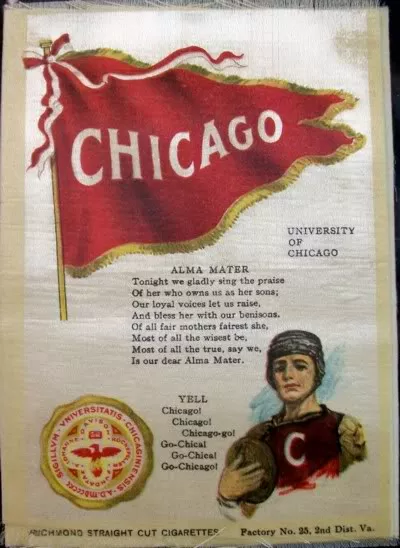 CHICAGO
UNIVERSITY
OF
CHICAGO
ALMA MATER
Tonight we gladly sing the praise
Of her who owns us as her sons;
Our loyal voices let us raise,
And bless her with our benisons.
Of all fair mothers fairest she,
Most of all the wisest be,
Most of all the true, say we,
Is our dear Alma Mater.
YELL
Chicago!
Chicago!
Chicago-go!
Go-Chica!
Go-Chica!
Go-Chicago!
SIGILLVM · VNIVERSITATIS · CHICAGINIENSIS · A.D.MDCCCXC
C
RICHMOND STRAIGHT CUT CIGARETTES Factory No. 25, 2nd Dist. Va.